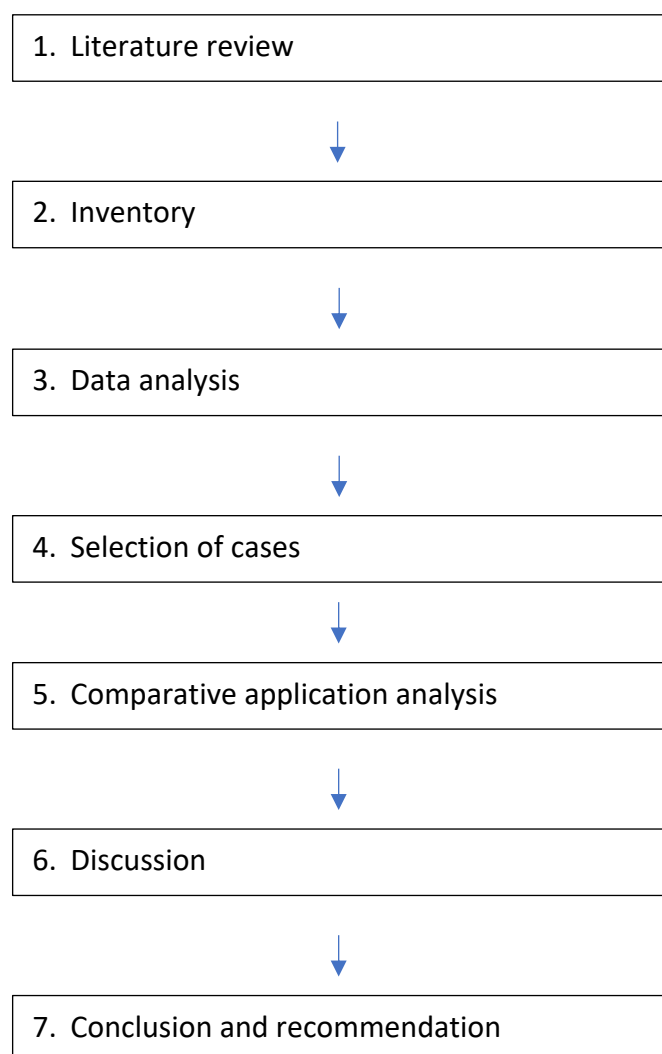 1. Literature review
2. Inventory
3. Data analysis
4. Selection of cases
5. Comparative application analysis
6. Discussion
7. Conclusion and recommendation